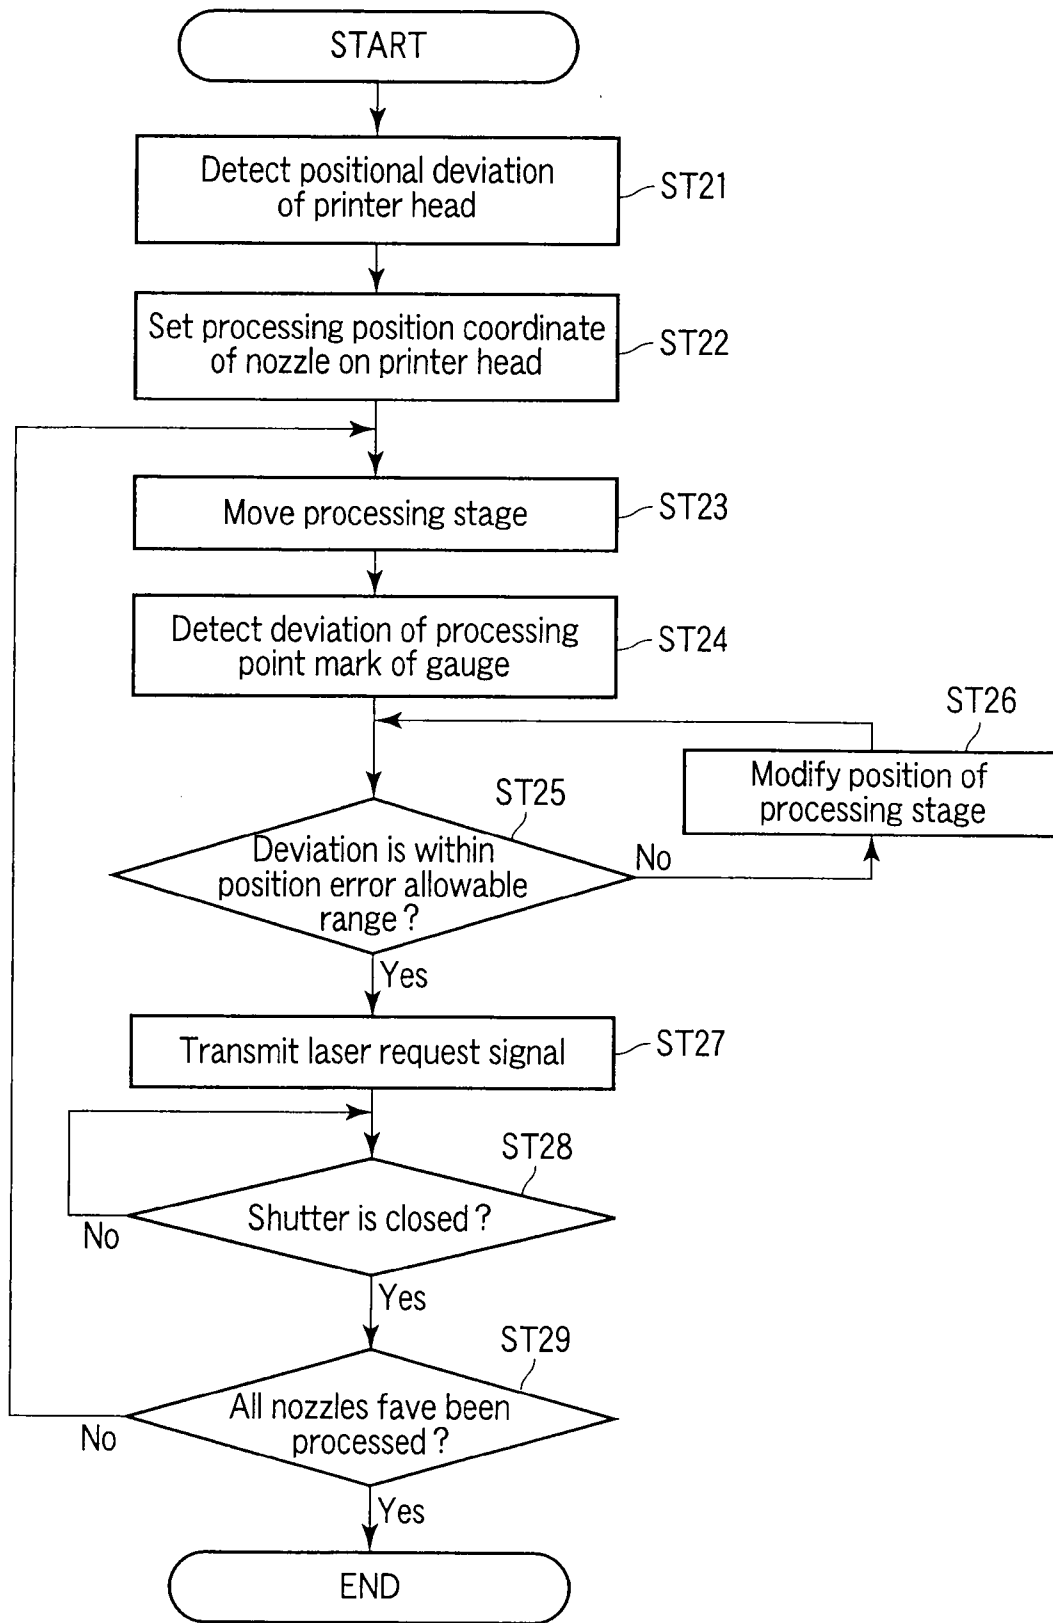 START
Detect positional deviation
of printer head
ST21
Set processing position coordinate
of nozzle on printer head
ST22
Move processing stage
ST23
Detect deviation of processing
point mark of gauge
ST24
ST26
Modify position of
processing stage
ST25
Deviation is within
position error allowable
range ?
No
Yes
Transmit laser request signal
ST27
ST28
Shutter is closed ?
No
Yes
ST29
All nozzles fave been
processed ?
No
Yes
END